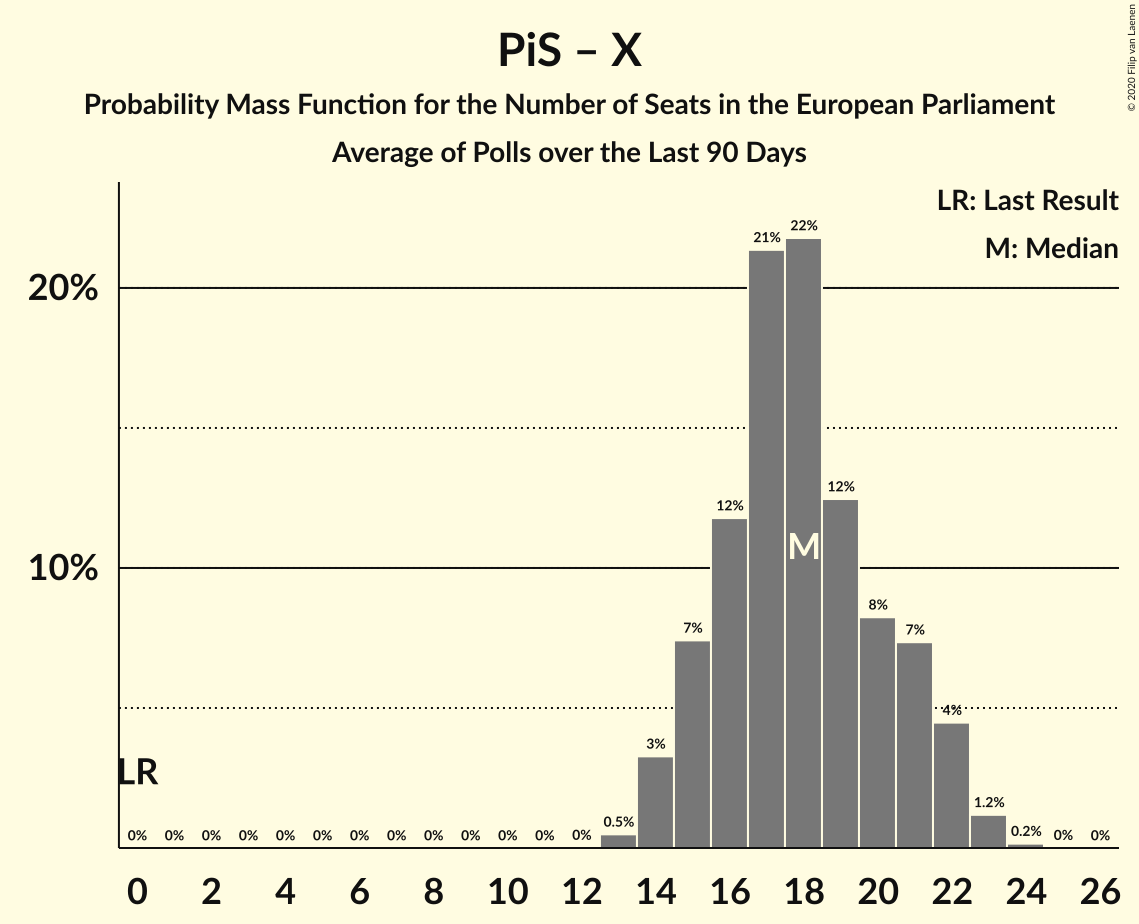 PiS – X
Probability Mass Function for the Number of Seats in the European Parliament
Average of Polls over the Last 90 Days
© 2020 Filip van Laenen
LR: Last Result
M: Median
20%
10%
LR
M
0% 0% 0% 0% 0% 0% 0% 0% 0% 0% 0% 0% 0% 0.5% 3% 7% 12% 21% 22% 12% 8% 7% 4% 1.2% 0.2% 0% 0%
0 2 4 6 8 10 12 14 16 18 20 22 24 26